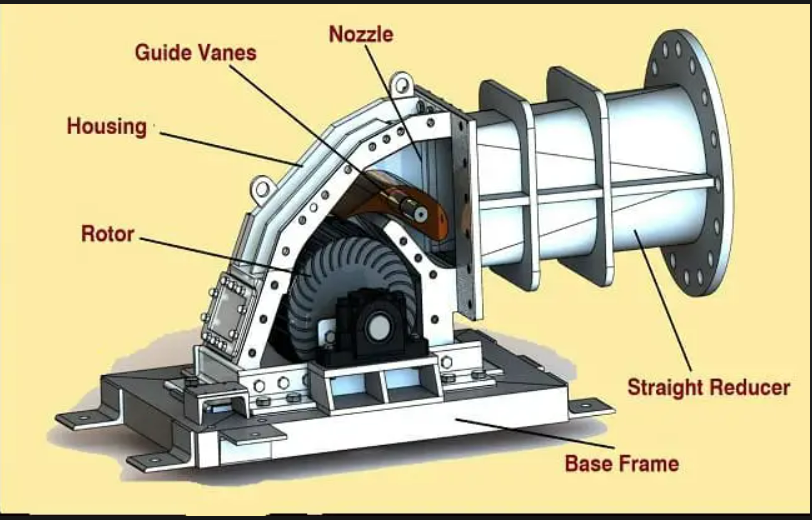 Nozzle
Guide Vanes
Housing
Rotor
Straight Reducer
Base Frame